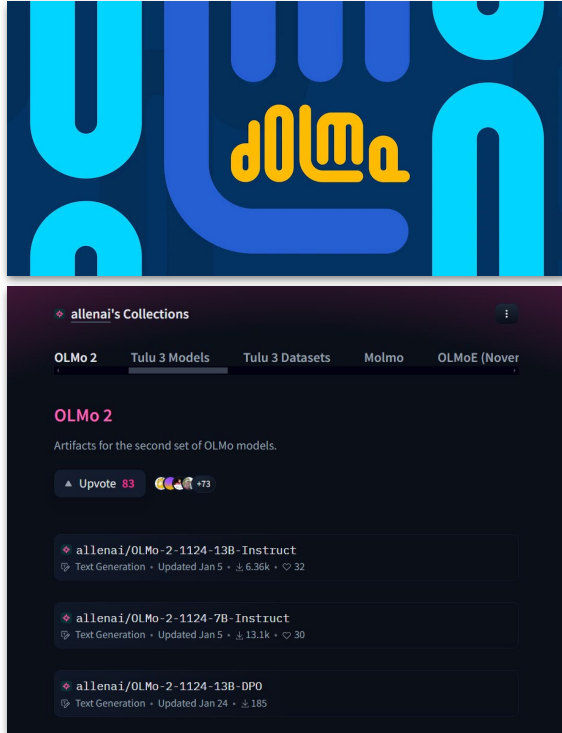 dolma
allenai's Collections
OLMo 2 Tulu 3 Models Tulu 3 Datasets Molmo OLMoE (Nover
OLMo 2
Artifacts for the second set of OLMo models.
Upvote 83 +73
allenai/OLMo-2-1124-13B-Instruct
Text Generation • Updated Jan 5 • 6.36k • 32
allenai/OLMo-2-1124-7B-Instruct
Text Generation • Updated Jan 5 • 13.1k • 30
allenai/OLMo-2-1124-13B-DPO
Text Generation • Updated Jan 24 • 185